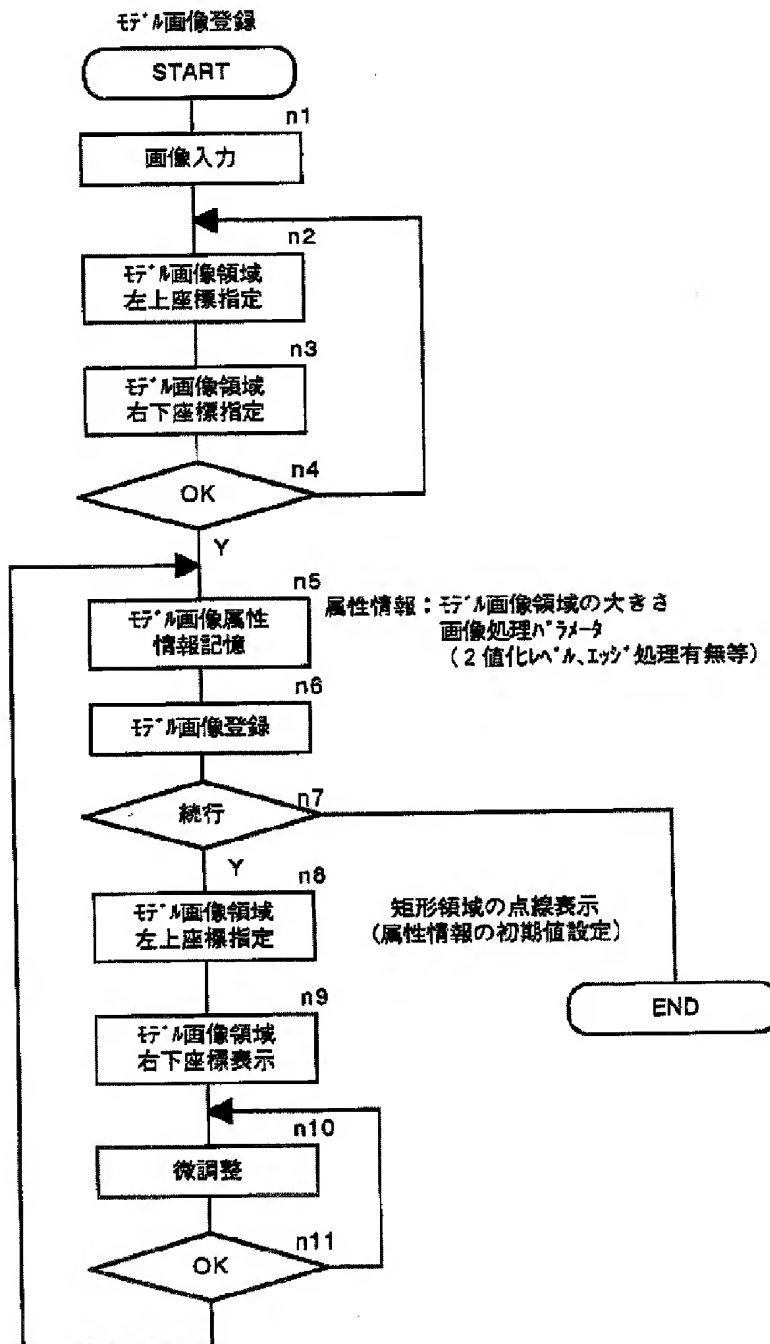 ﾓﾃﾞﾙ画像登録
START
n1
画像入力
n2
ﾓﾃﾞﾙ画像領域
左上座標指定
n3
ﾓﾃﾞﾙ画像領域
右下座標指定
n4
OK
Y
n5
ﾓﾃﾞﾙ画像属性
情報記憶
属性情報：ﾓﾃﾞﾙ画像領域の大きさ
画像処理ﾊﾟﾗﾒｰﾀ
（２値化ﾚﾍﾞﾙ、ｴｯｼﾞ処理有無等）
n6
ﾓﾃﾞﾙ画像登録
n7
続行
Y
n8
ﾓﾃﾞﾙ画像領域
左上座標指定
矩形領域の点線表示
(属性情報の初期値設定)
n9
ﾓﾃﾞﾙ画像領域
右下座標表示
END
n10
微調整
n11
OK